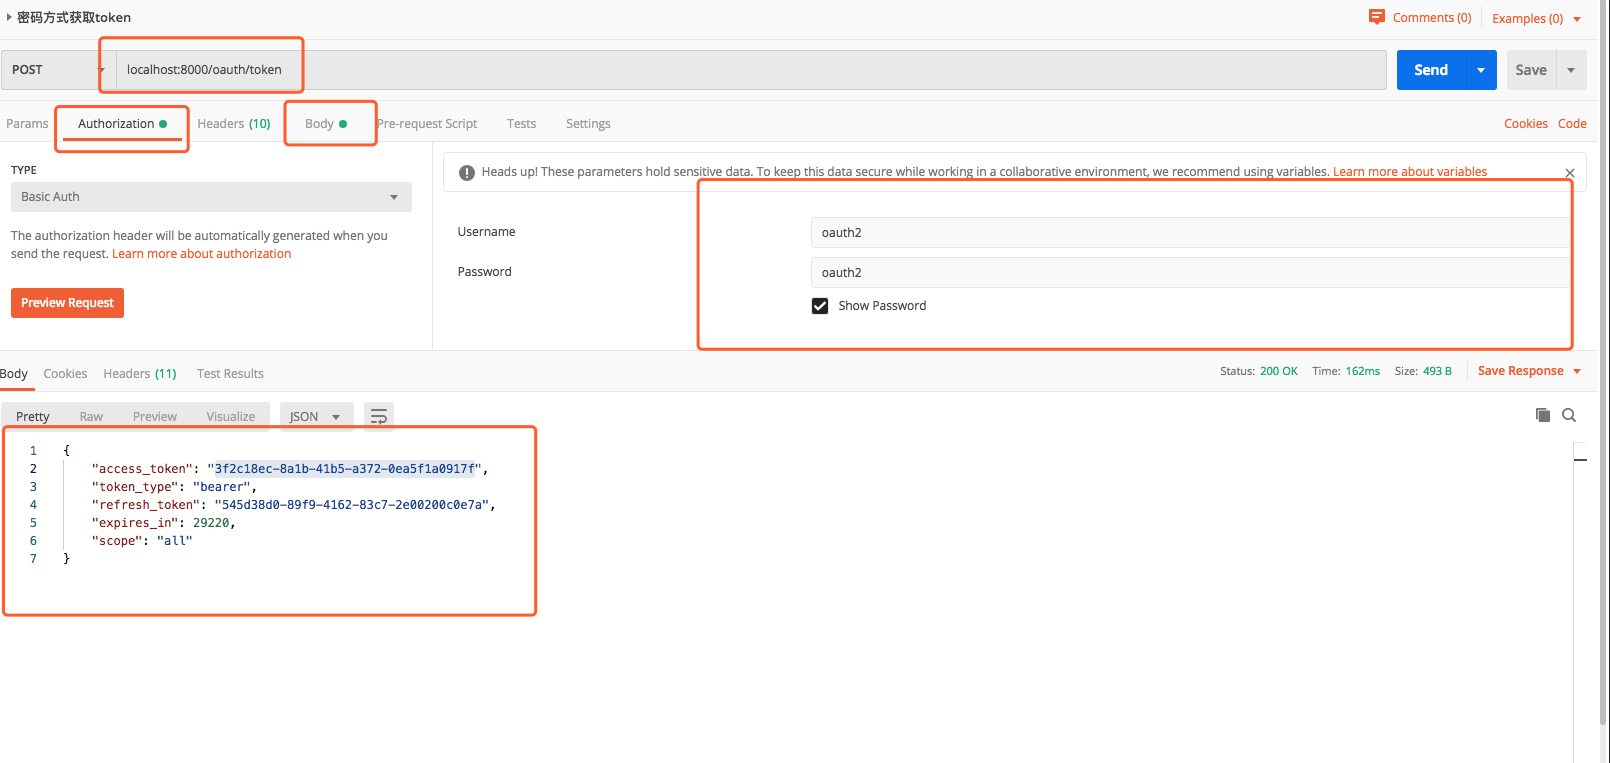 密码方式获取token
Comments (0)
Examples (0)
POST
localhost:8000/oauth/token
Send
Save
Params
Authorization
Headers (10)
Body
Pre-request Script
Tests
Settings
Cookies
Code
TYPE
Basic Auth
The authorization header will be automatically generated when you
send the request. Learn more about authorization
Preview Request
Heads up! These parameters hold sensitive data. To keep this data secure while working in a collaborative environment, we recommend using variables. Learn more about variables
Username
oauth2
Password
oauth2
Show Password
Body
Cookies
Headers (11)
Test Results
Status: 200 OK
Time: 162ms
Size: 493 B
Save Response
Pretty
Raw
Preview
Visualize
JSON
1 {
2 "access_token": "3f2c18ec-8a1b-41b5-a372-0ea5f1a0917f",
3 "token_type": "bearer",
4 "refresh_token": "545d38d0-89f9-4162-83c7-2e00200c0e7a",
5 "expires_in": 29220,
6 "scope": "all"
7 }